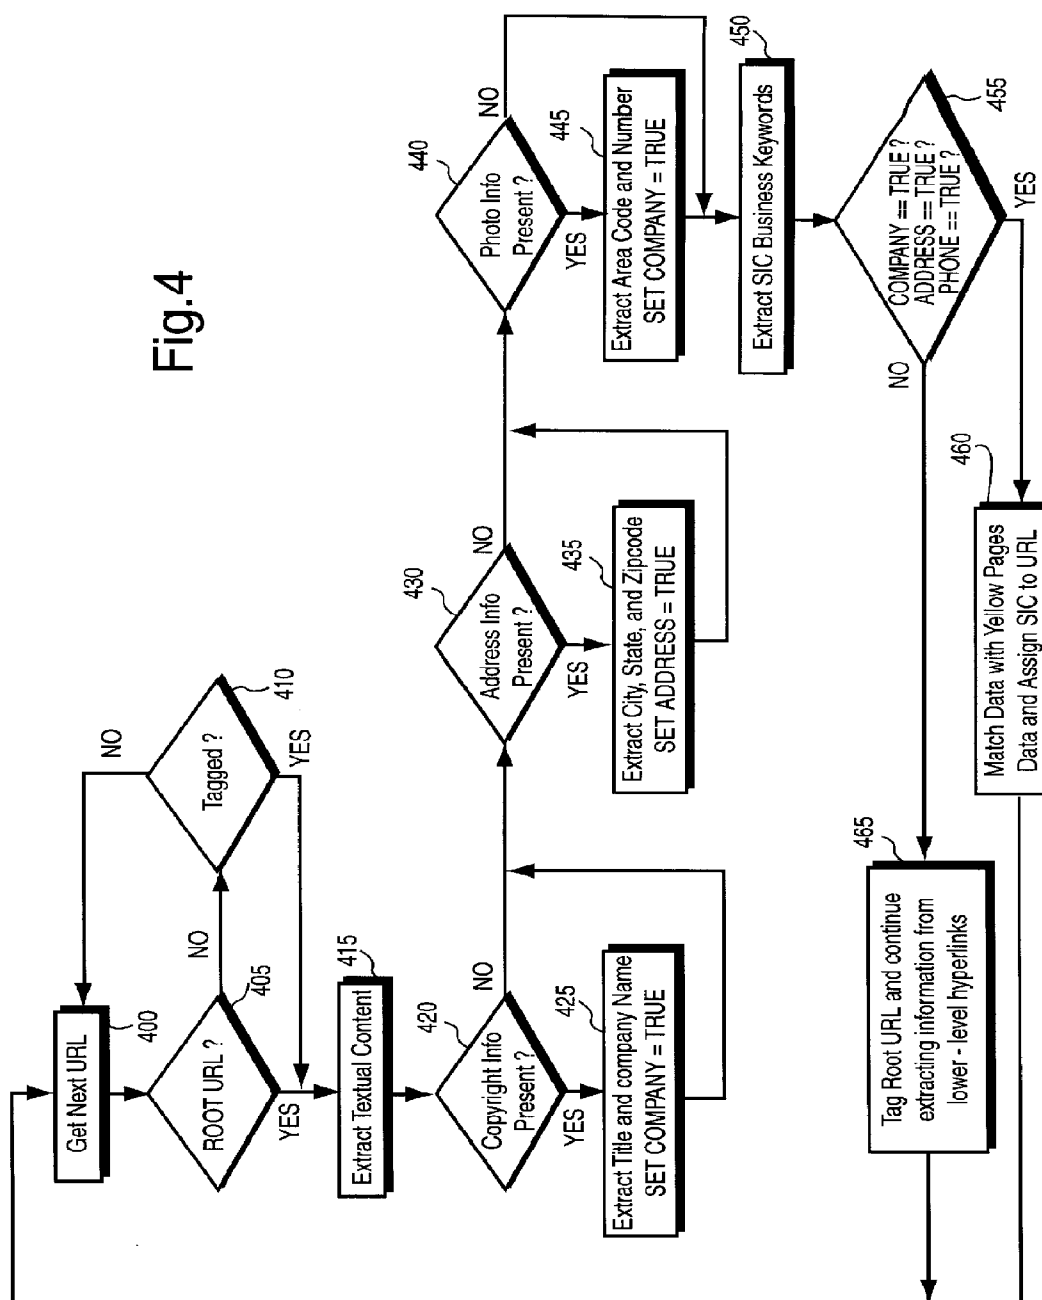 Fig.4
Get Next URL
400
ROOT URL ?
405
NO
YES
Tagged ?
410
NO
YES
Extract Textual Content
415
Copyright Info
Present ?
420
NO
YES
Extract Title and company Name
SET COMPANY = TRUE
425
Address Info
Present ?
430
NO
YES
Extract City, State, and Zipcode
SET ADDRESS = TRUE
435
Photo Info
Present ?
440
NO
YES
Extract Area Code and Number
SET COMPANY = TRUE
445
Extract SIC Business Keywords
450
COMPANY == TRUE ?
ADDRESS == TRUE ?
PHONE == TRUE ?
455
NO
YES
Match Data with Yellow Pages
Data and Assign SIC to URL
460
Tag Root URL and continue
extracting information from
lower - level hyperlinks
465